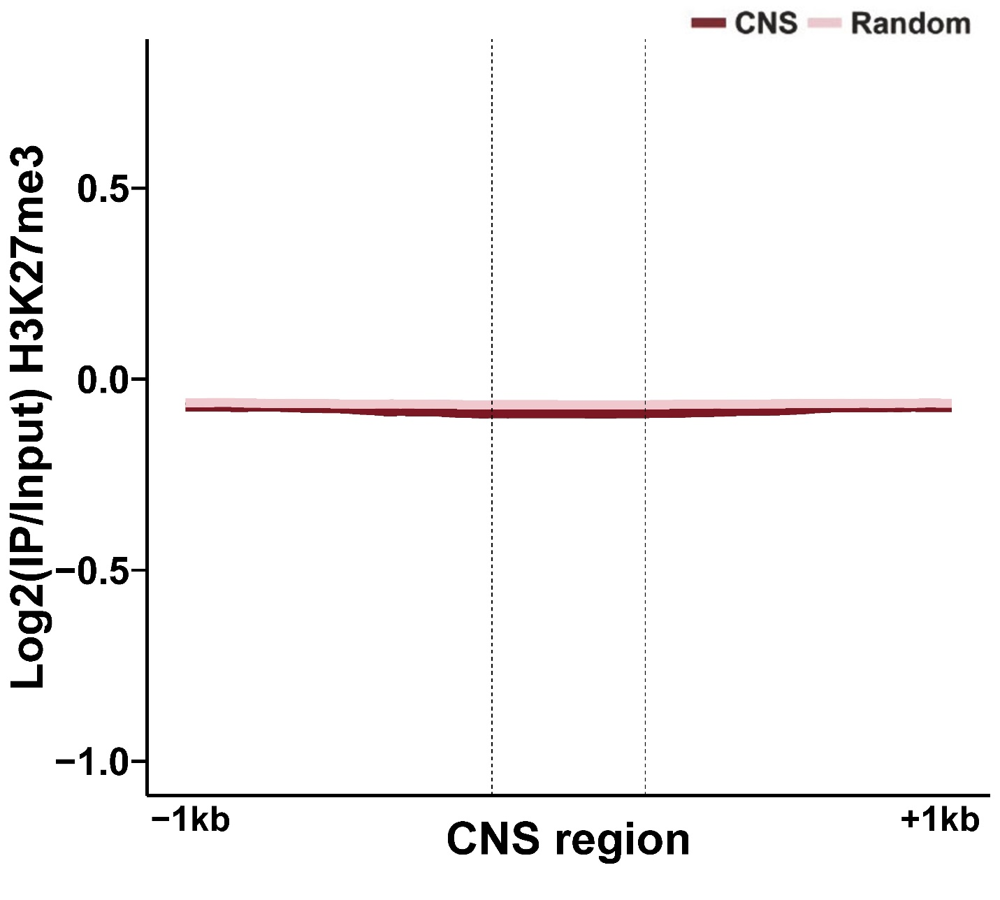 CNS Random
Log2(IP/Input) H3K27me3
0.5
0.0
−0.5
−1.0
−1kb
+1kb
CNS region